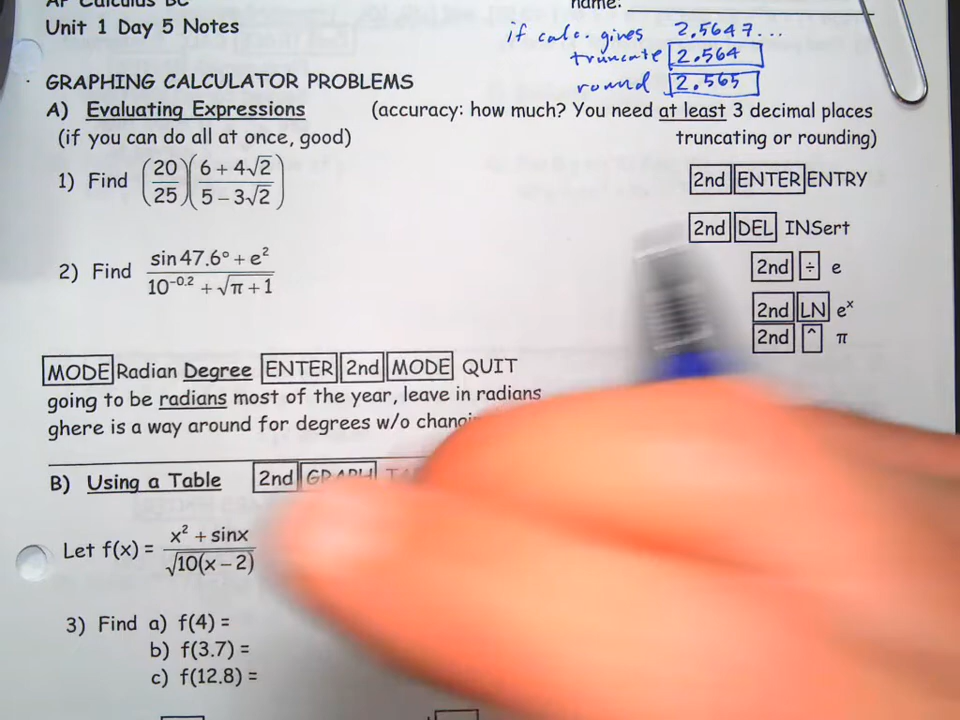 AP Calculus BC
name:
Unit 1 Day 5 Notes
if calc. gives 2.5647...
truncate 2.564
round 2.565
GRAPHING CALCULATOR PROBLEMS
A) Evaluating Expressions (accuracy: how much? You need at least 3 decimal places
(if you can do all at once, good) truncating or rounding)
1) Find (20/25)((6 + 4√2)/(5 – 3√2))
2nd ENTER ENTRY
2nd DEL INSert
2) Find (sin 47.6° + e²)/(10^–0.2 + √π + 1)
2nd ÷ e
2nd LN eˣ
2nd ^ π
MODE Radian Degree ENTER 2nd MODE QUIT
going to be radians most of the year, leave in radians
ghere is a way around for degrees w/o
B) Using a Table 2nd GRAPH
Let f(x) = (x² + sinx)/(√10(x – 2))
3) Find a) f(4) =
b) f(3.7) =
c) f(12.8) =